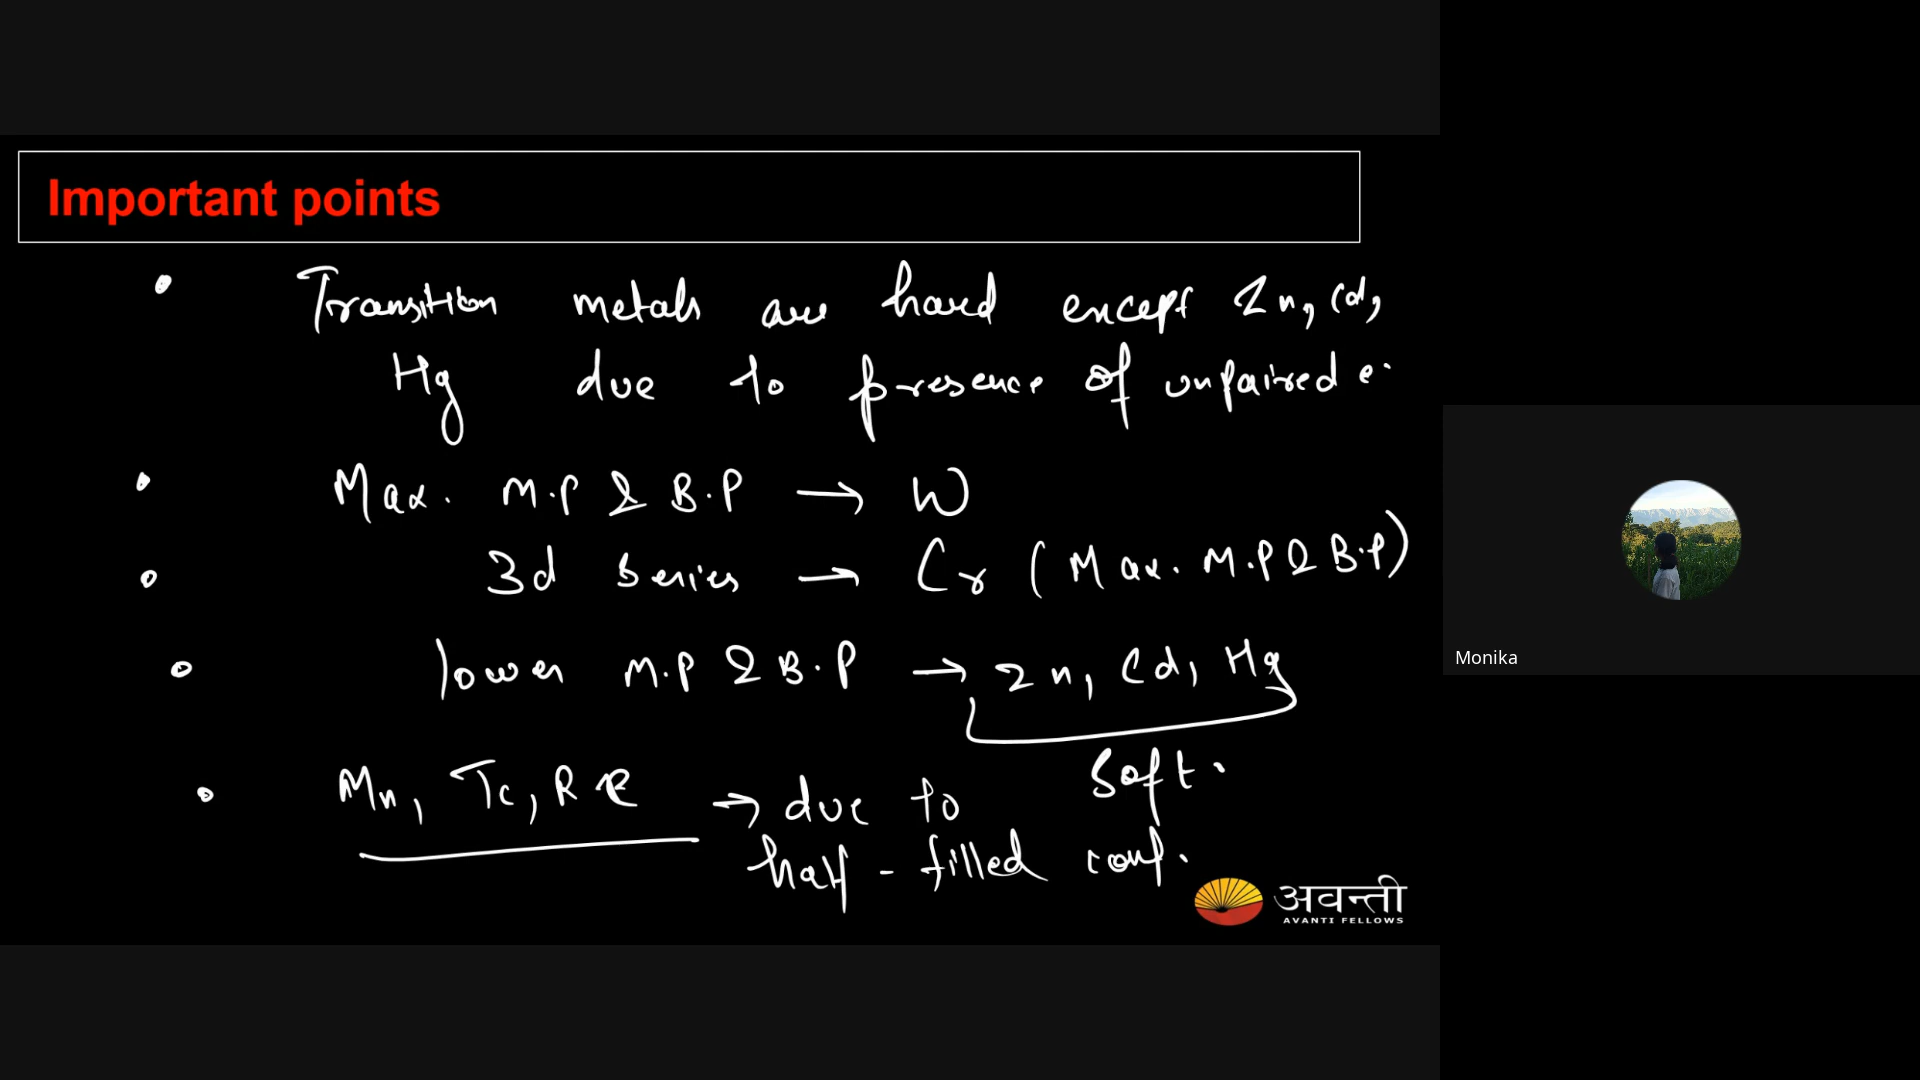 Important points
• Transition metals are hard except Zn, Cd,
Hg due to presence of unpaired e-
• Max. M.P & B.P → W
• 3d series → Cr (Max. M.P & B.P)
• lower M.P & B.P → Zn, Cd, Hg
Soft.
• Mn, Tc, Re → due to
half-filled conf.
अवन्ती
AVANTI FELLOWS
Monika